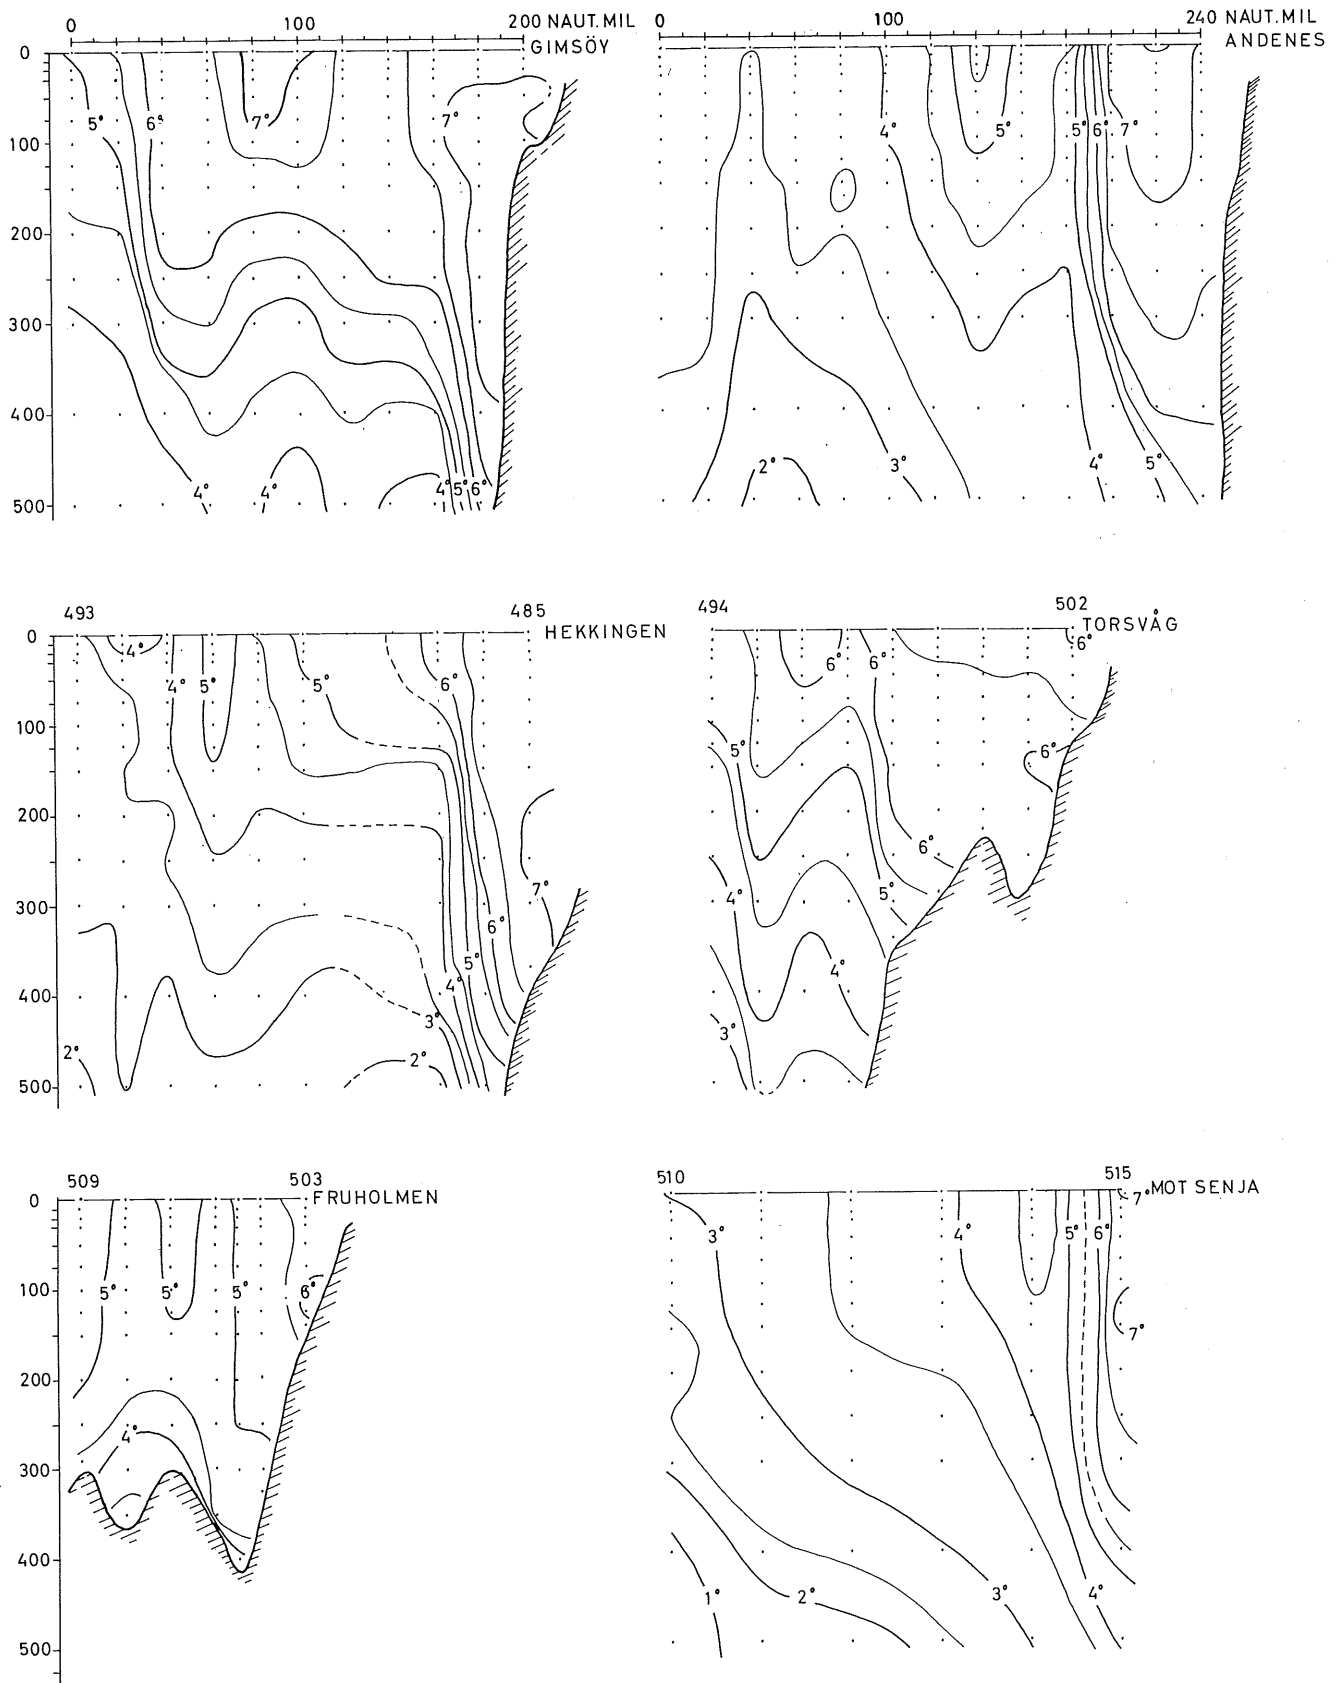 0 100 200 NAUT.MIL
GIMSÖY
0
100
200
300
400
500
5° 6° 7° 7°
4° 4° 4° 5° 6°
0 100 240 NAUT.MIL
ANDENES
4° 5° 5° 6° 7°
2° 3° 4° 5°
493 485
HEKKINGEN
0
100
200
300
400
500
4°
4° 5° 5° 6°
7°
6°
5°
4°
3°
2° 2°
494 502
TORSVÅG
6°
6° 6°
5° 6°
6°
4° 5°
4°
3°
509 503
FRUHOLMEN
0
100
200
300
400
500
5° 5° 5° 6°
4°
510 515
MOT SENJA
7°
3° 4° 5° 6°
7°
1° 2° 3° 4°